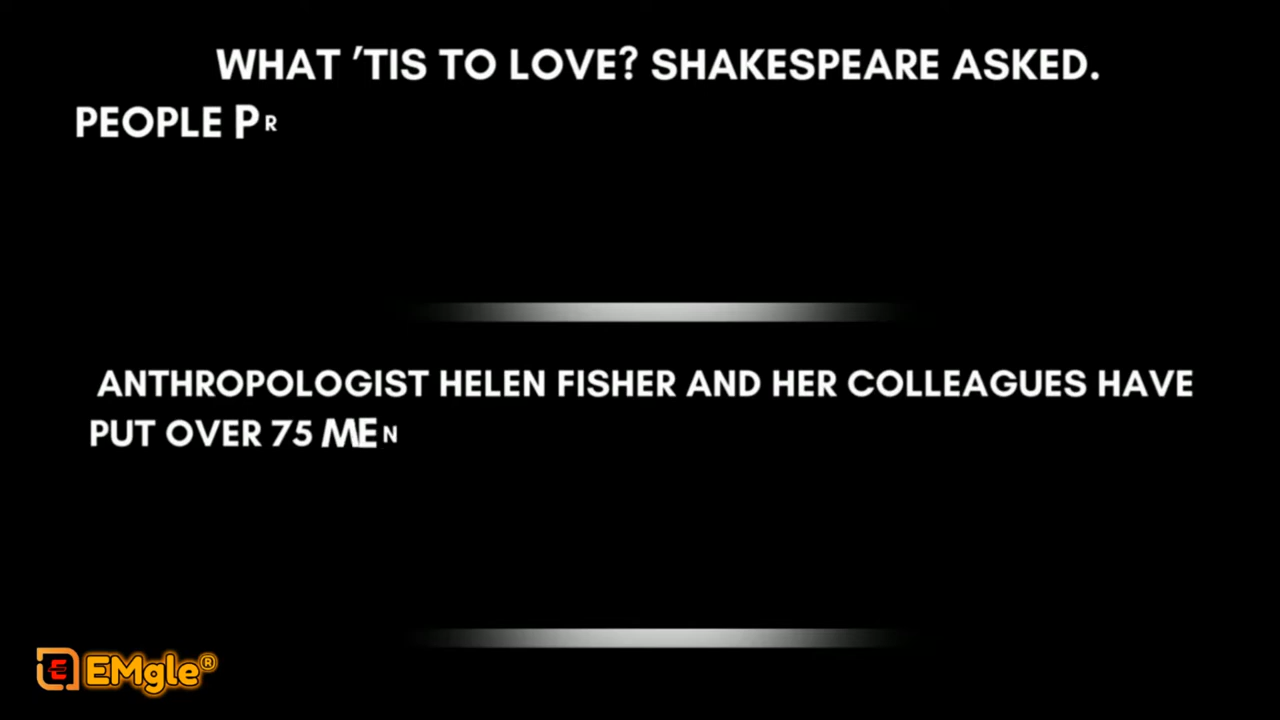 WHAT ’TIS TO LOVE? SHAKESPEARE ASKED.
PEOPLE PR
ANTHROPOLOGIST HELEN FISHER AND HER COLLEAGUES HAVE
PUT OVER 75 MEN
EMgle®